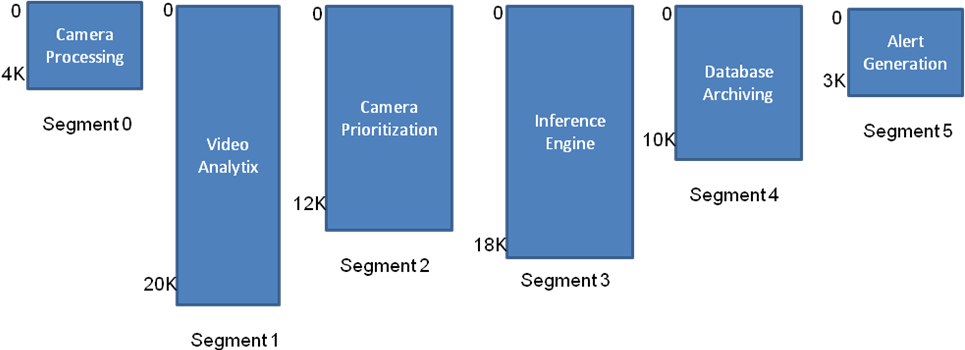 0
Camera
Processing
4K
Segment 0
0
Video
Analytix
20K
Segment 1
0
Camera
Prioritization
12K
Segment 2
0
Inference
Engine
18K
Segment 3
0
Database
Archiving
10K
Segment 4
0
Alert
Generation
3K
Segment 5